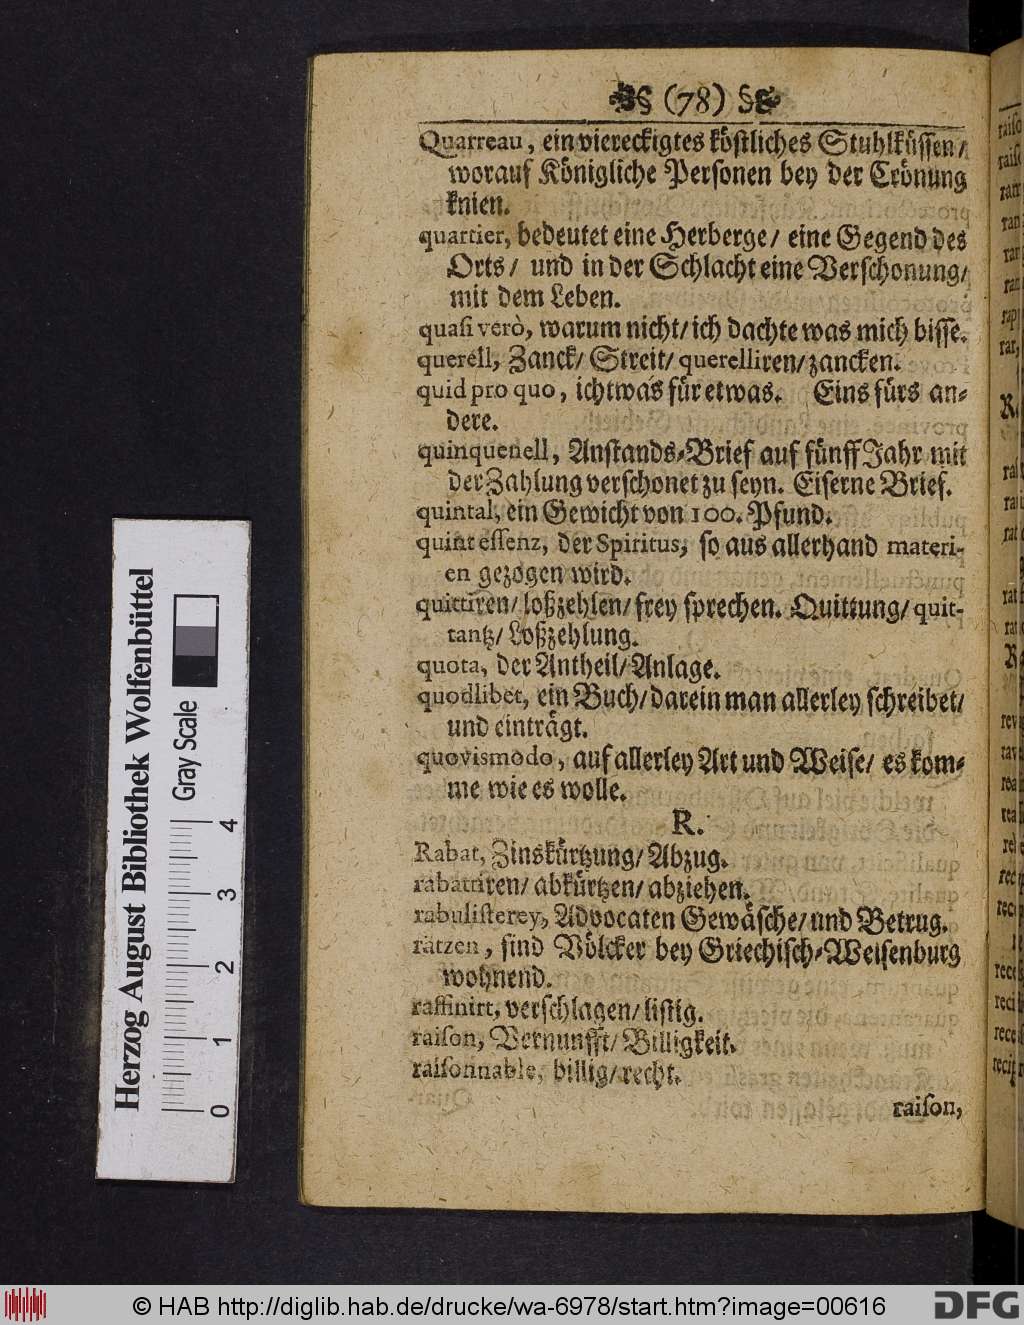 (78)
Quarreau, ein viereckigtes köstliches Stuhlküssen/
worauf Königliche Personen bey der Crönung
knien.
quartier, bedeutet eine Herberge/ eine Gegend des
Orts/ und in der Schlacht eine Verschonung/
mit dem Leben.
quasi verò, warum nicht/ ich dachte was mich bisse.
querell, Zanck/ Streit/ querelliren/ zancken.
quid pro quo, ichtwas für etwas. Eins fürs an-
dere.
quinquenell, Anstands-Brief auf fünff Jahr mit
der Zahlung verschonet zu seyn. Eiserne Brief.
quintal, ein Gewicht von 100. Pfund.
quint essenz, der Spiritus, so aus allerhand materi-
en gezogen wird.
quittiren/ loßzehlen/ frey sprechen. Quittung/ quit-
tantz/ Loßzehlung.
quota, der Antheil/ Anlage.
quodlibet, ein Buch/ darein man allerley schreibet/
und einträgt.
quovismodo, auf allerley Art und Weise/ es kom-
me wie es wolle.
R.
Rabat, Zinskürtzung/ Abzug.
rabattiren/ abkürtzen/ abziehen.
rabulisterey, Advocaten Gewäsche/ und Betrug.
rätzen, sind Völcker bey Griechisch-Weisenburg
wohnend.
raffinirt, verschlagen/ listig.
raison, Vernunfft/ Billigkeit.
raisonnable, billig/ recht.
raison,
Herzog August Bibliothek Wolfenbüttel
Gray Scale
0 1 2 3 4
© HAB http://diglib.hab.de/drucke/wa-6978/start.htm?image=00616
DFG